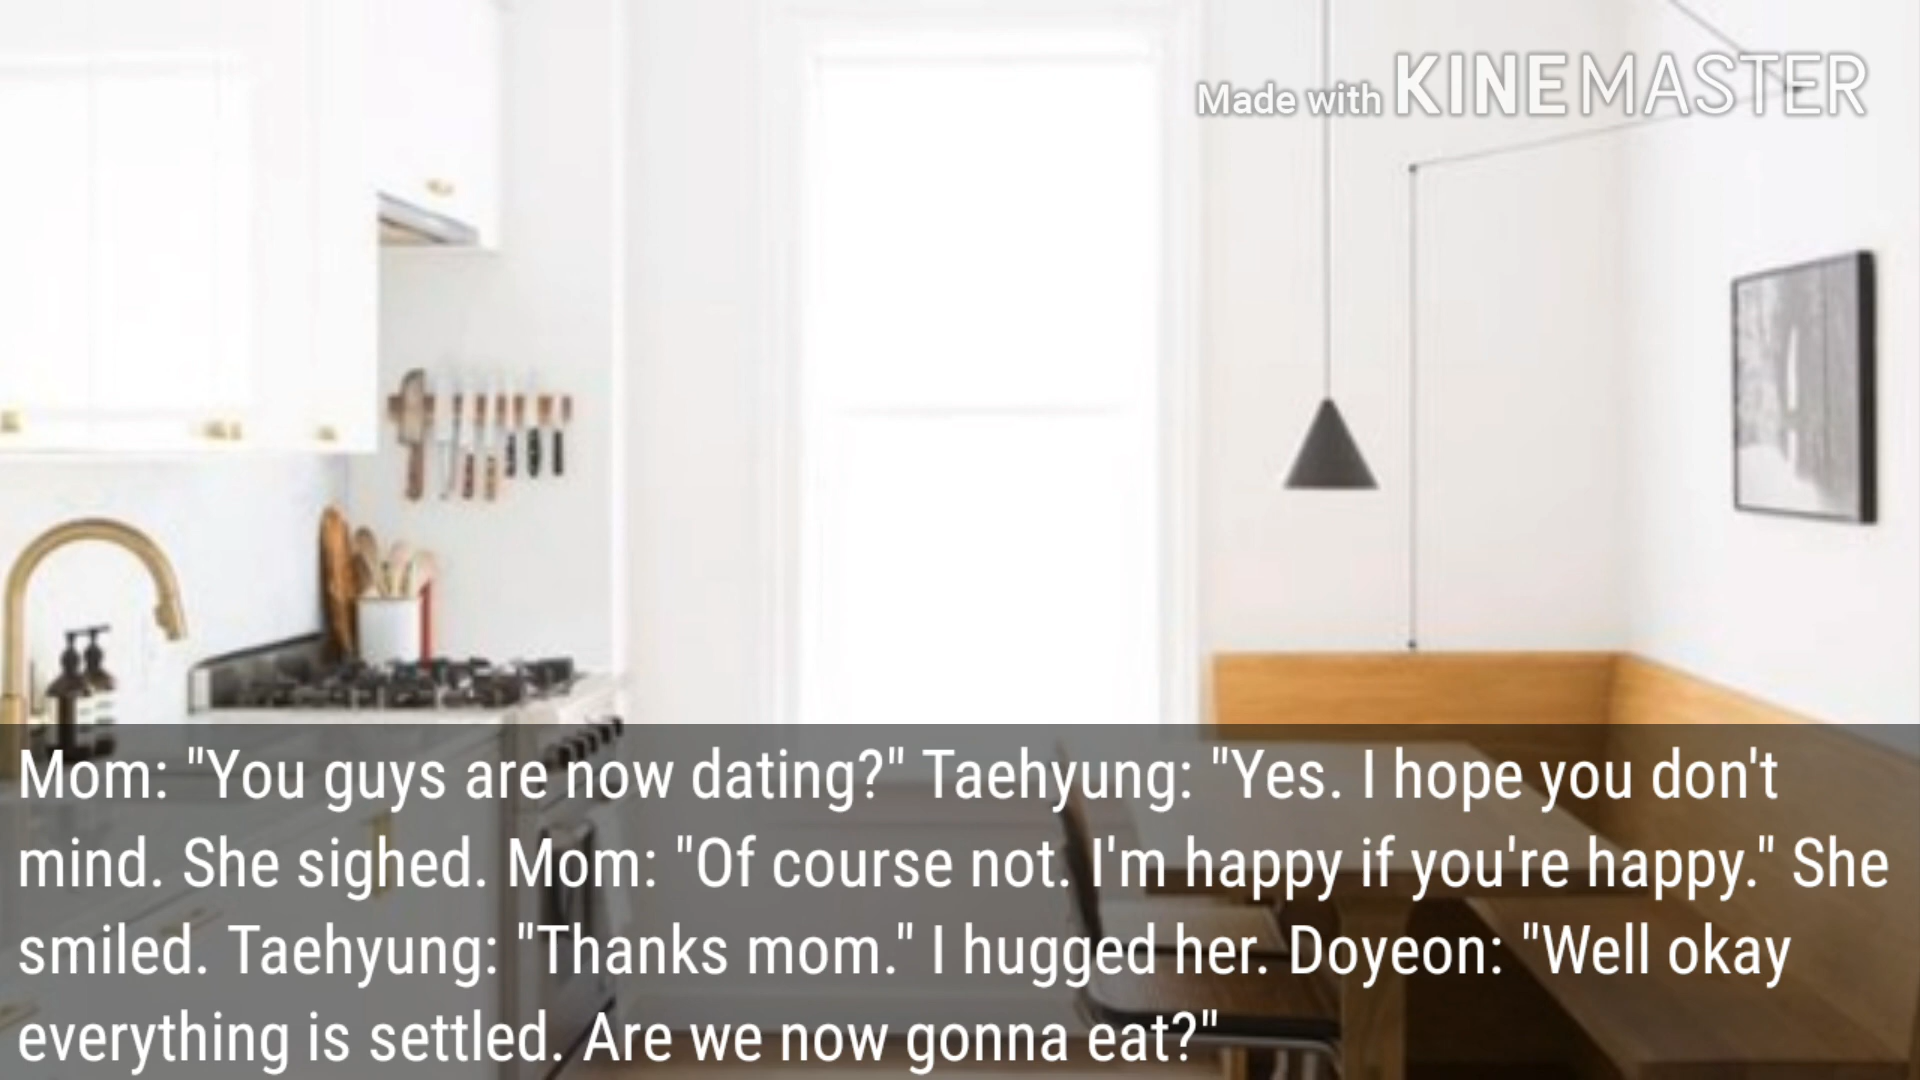 Made with KINEMASTER
Mom: "You guys are now dating?" Taehyung: "Yes. I hope you don't
mind. She sighed. Mom: "Of course not. I'm happy if you're happy." She
smiled. Taehyung: "Thanks mom." I hugged her. Doyeon: "Well okay
everything is settled. Are we now gonna eat?"